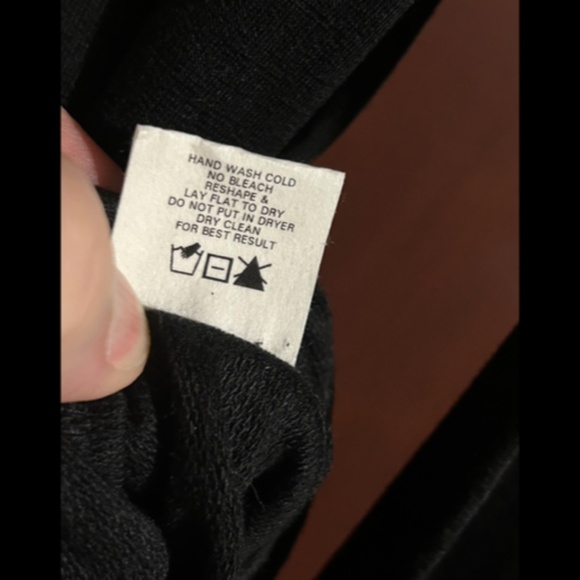 HAND WASH COLD
NO BLEACH
RESHAPE &
LAY FLAT TO DRY
DO NOT PUT IN DRYER
DRY CLEAN
FOR BEST RESULT